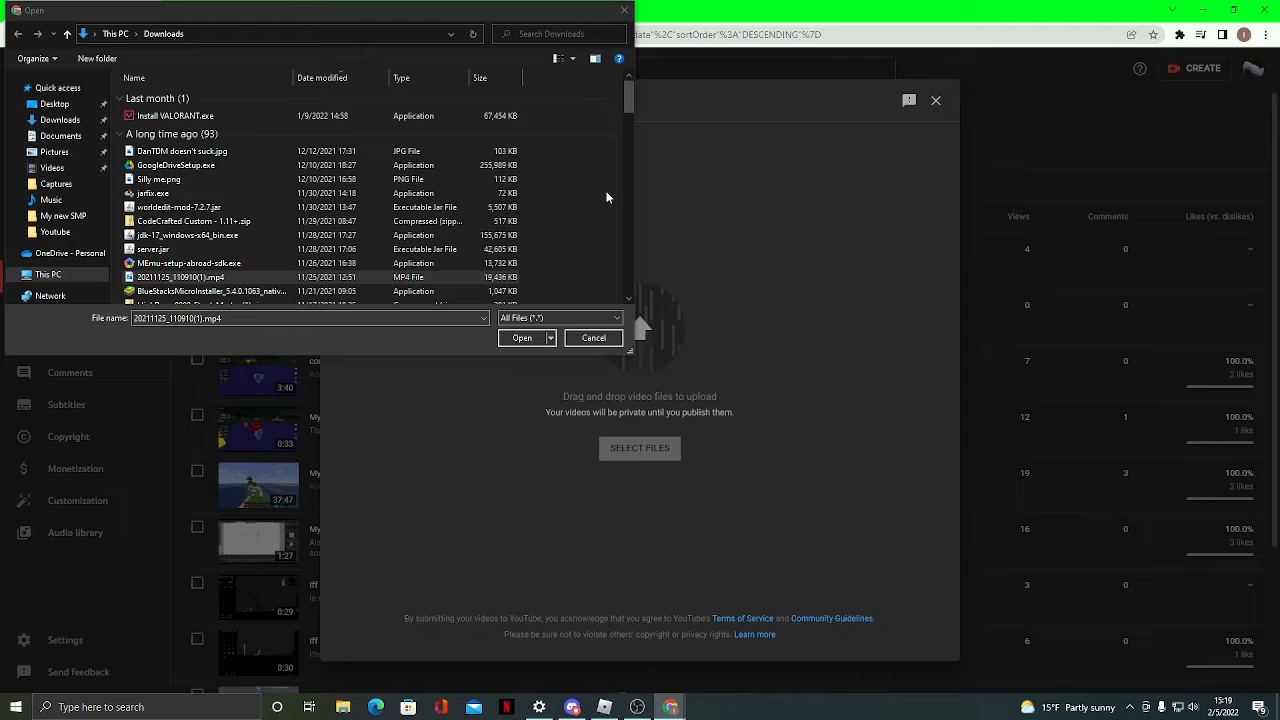 Open
This PC > Downloads
Search Downloads
date"%2C"sortOrder"%3A"DESCENDING"%7D
Organize
New folder
Name
Date modified
Type
Size
Quick access
Desktop
Downloads
Documents
Pictures
Videos
Capture
Music
My new SMP
Youtube
OneDrive - Personal
This PC
Network
Last month (1)
Install VALORANT.exe 1/9/2022 14:58 Application 67,454 KB
A long time ago (93)
DanTDM doesn't suck.jpg 12/12/2021 17:31 JPG File 103 KB
GoogleDriveSetup.exe 12/10/2021 18:27 Application 255,989 KB
Silly me.png 12/10/2021 16:58 PNG File 112 KB
river.exe 11/30/2021 14:18 Application 72 KB
worldedit-mod-7.2.7.jar 11/30/2021 13:47 Executable Jar File 5,507 KB
CodeCrafted Custom - 1.11+.zip 11/29/2021 08:47 Compressed (zipp... 517 KB
jdk-17_windows-x64_bin.exe 11/28/2021 17:06 Application 155,675 KB
server.jar 11/28/2021 17:06 Executable Jar File 42,605 KB
MEmu-setup-abroad-sdk.exe 11/28/2021 16:38 Application 13,732 KB
20211125_110910(1).mp4 11/25/2021 12:51 MP4 File 19,436 KB
BlueStacksMicroInstaller_5.4.0.1063_nativ... 11/21/2021 09:05 Application 1,047 KB
File name:
20211125_110910(1).mp4
All Files (*.*)
Open
Cancel
CREATE
Views
Comments
Likes (vs. dislikes)
4 0 –
0 0 –
7 0 100.0%
2 likes
12 1 100.0%
1 like
19 3 100.0%
2 likes
16 0 100.0%
3 likes
3 0 –
6 0 100.0%
1 like
Comments
Subtitles
Copyright
Monetization
Customization
Audio library
Settings
Send feedback
3:40
My
0:33
My
37:47
My
1:27
Iff
0:29
Iff
0:30
Drag and drop video files to upload
Your videos will be private until you publish them.
SELECT FILES
By submitting your videos to YouTube, you acknowledge that you agree to YouTube's Terms of Service and Community Guidelines.
Please be sure not to violate others' copyright or privacy rights. Learn more
Type here to search
15°F Partly sunny
15:19
2/5/2022